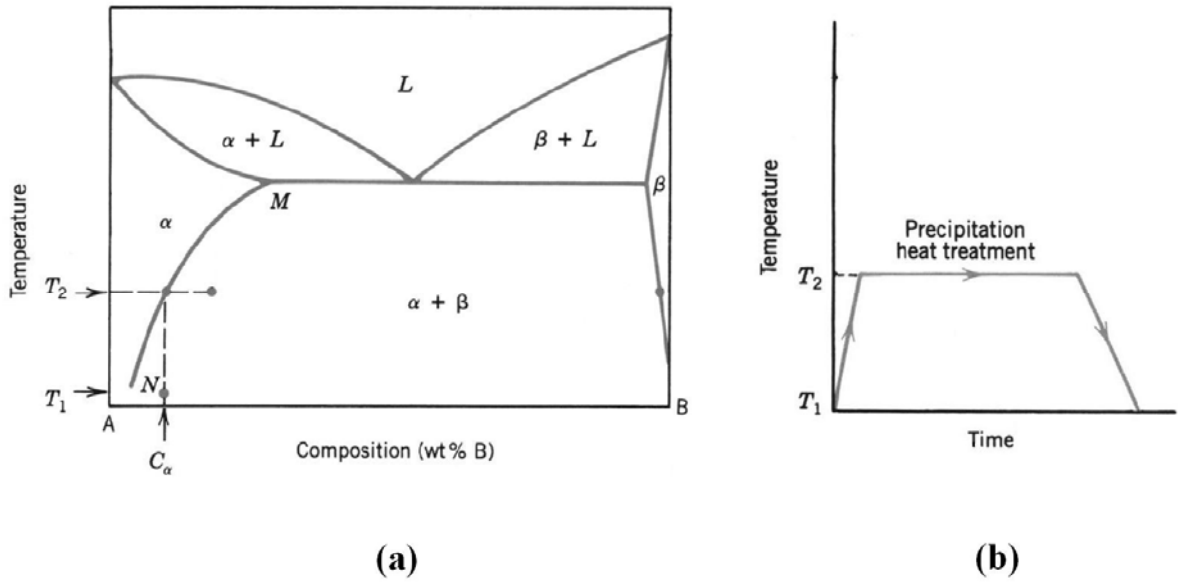 L
α + L
β + L
M
β
α
Temperature
T₂
α + β
N
T₁
A
B
Composition (wt% B)
Cα
(a)
Temperature
Precipitation
heat treatment
T₂
T₁
Time
(b)